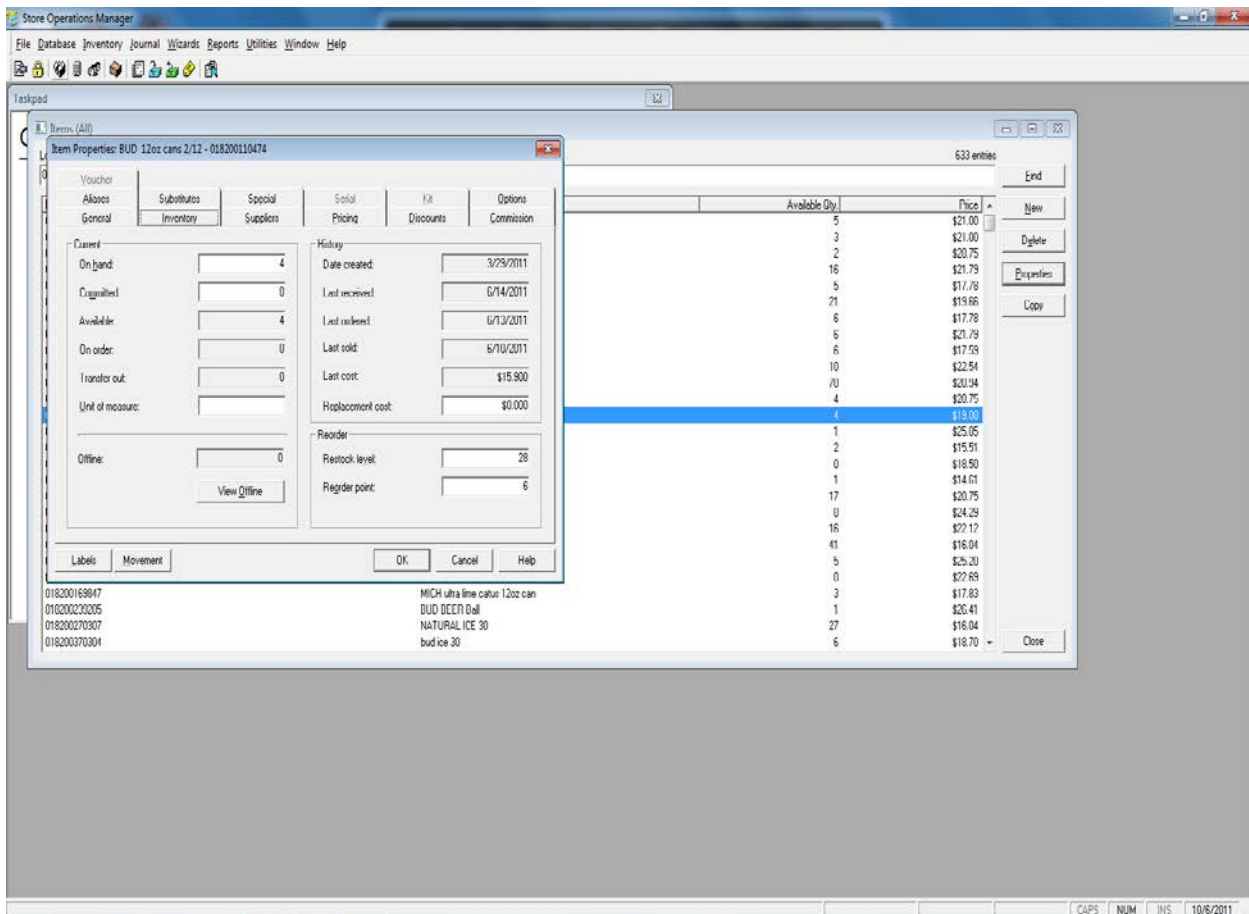 Store Operations Manager
File Database Inventory Journal Wizards Reports Utilities Window Help
Taskpad
Items (All)
Item Properties: BUD 12oz cans 2/12 - 018200110474
633 entries
Voucher
Aliases Substitutes Special Serial Kit Options
General Inventory Suppliers Pricing Discounts Commission
Current
On hand: 4
Committed 0
Available: 4
On order: 0
Transfer out: 0
Unit of measure:
Offline: 0
View Offline
History
Date created: 3/29/2011
Last received: 6/14/2011
Last ordered: 6/13/2011
Last sold: 6/10/2011
Last cost: $15.900
Replacement cost: $0.000
Reorder
Restock level: 28
Reorder point: 6
Labels Movement OK Cancel Help
Available Qty. Price
5 $21.00
3 $21.00
2 $20.75
16 $21.79
5 $17.78
21 $19.66
6 $17.78
6 $21.79
6 $17.59
10 $22.54
70 $20.94
4 $20.75
4 $19.00
1 $25.05
2 $15.51
0 $18.50
1 $14.61
17 $20.75
0 $24.29
16 $22.12
41 $16.04
5 $25.20
0 $22.69
018200169847 MICH ultra lime catus 12oz can 3 $17.83
BUD BEER Ball 1 $26.41
018200270307 NATURAL ICE 30 27 $16.04
018200370304 bud ice 30 6 $18.70
Find
New
Delete
Properties
Copy
Close
CAPS NUM INS 10/6/2011